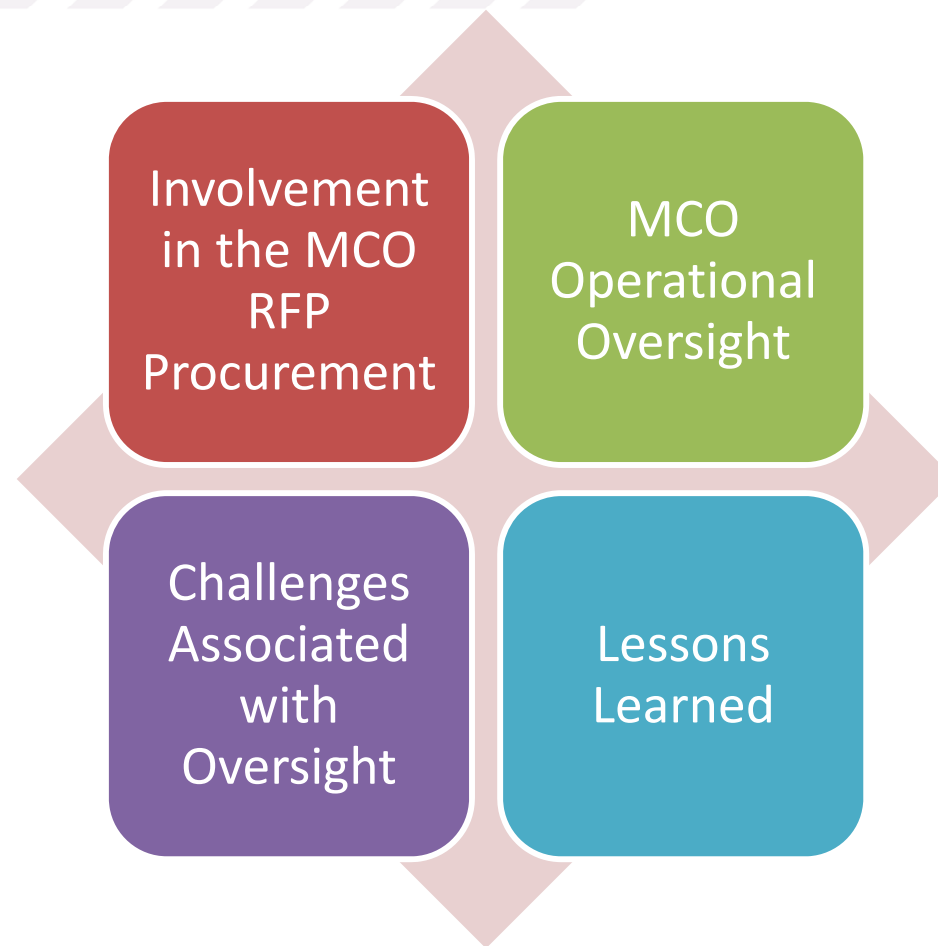 Involvement
in the MCO
RFP
Procurement
MCO
Operational
Oversight
Challenges
Associated
with
Oversight
Lessons
Learned